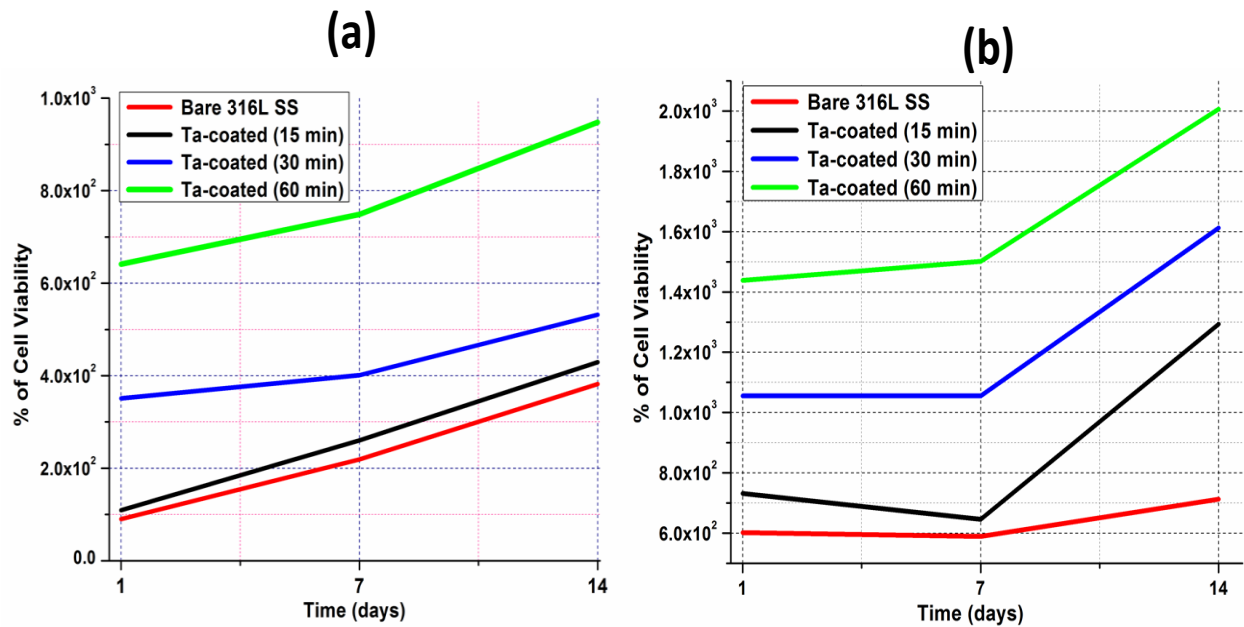 (a)
1.0x10³
8.0x10²
6.0x10²
4.0x10²
2.0x10²
0.0
% of Cell Viability
Bare 316L SS
Ta-coated (15 min)
Ta-coated (30 min)
Ta-coated (60 min)
1 7 14
Time (days)
(b)
2.0x10³
1.8x10³
1.6x10³
1.4x10³
1.2x10³
1.0x10³
8.0x10²
6.0x10²
% of Cell Viability
Bare 316L SS
Ta-coated (15 min)
Ta-coated (30 min)
Ta-coated (60 min)
1 7 14
Time (days)